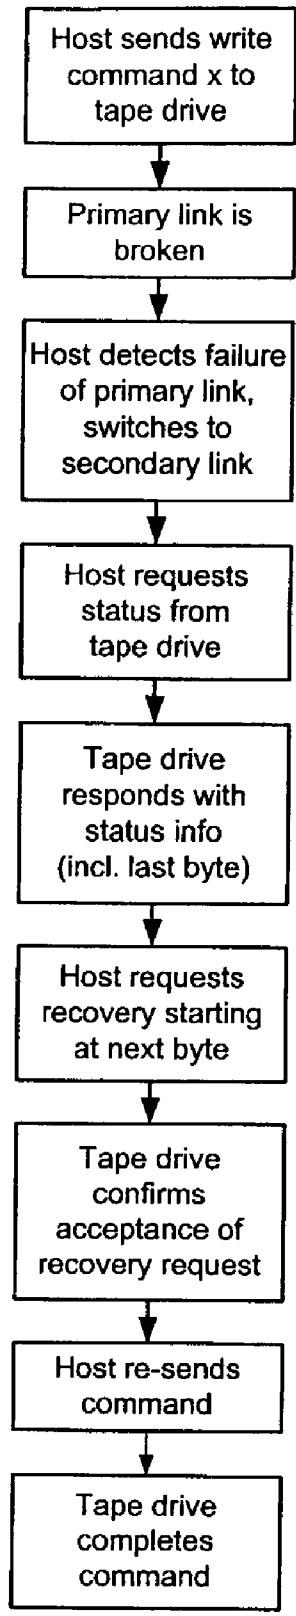 Host sends write
command x to
tape drive
Primary link is
broken
Host detects failure
of primary link,
switches to
secondary link
Host requests
status from
tape drive
Tape drive
responds with
status info
(incl. last byte)
Host requests
recovery starting
at next byte
Tape drive
confirms
acceptance of
recovery request
Host re-sends
command
Tape drive
completes
command